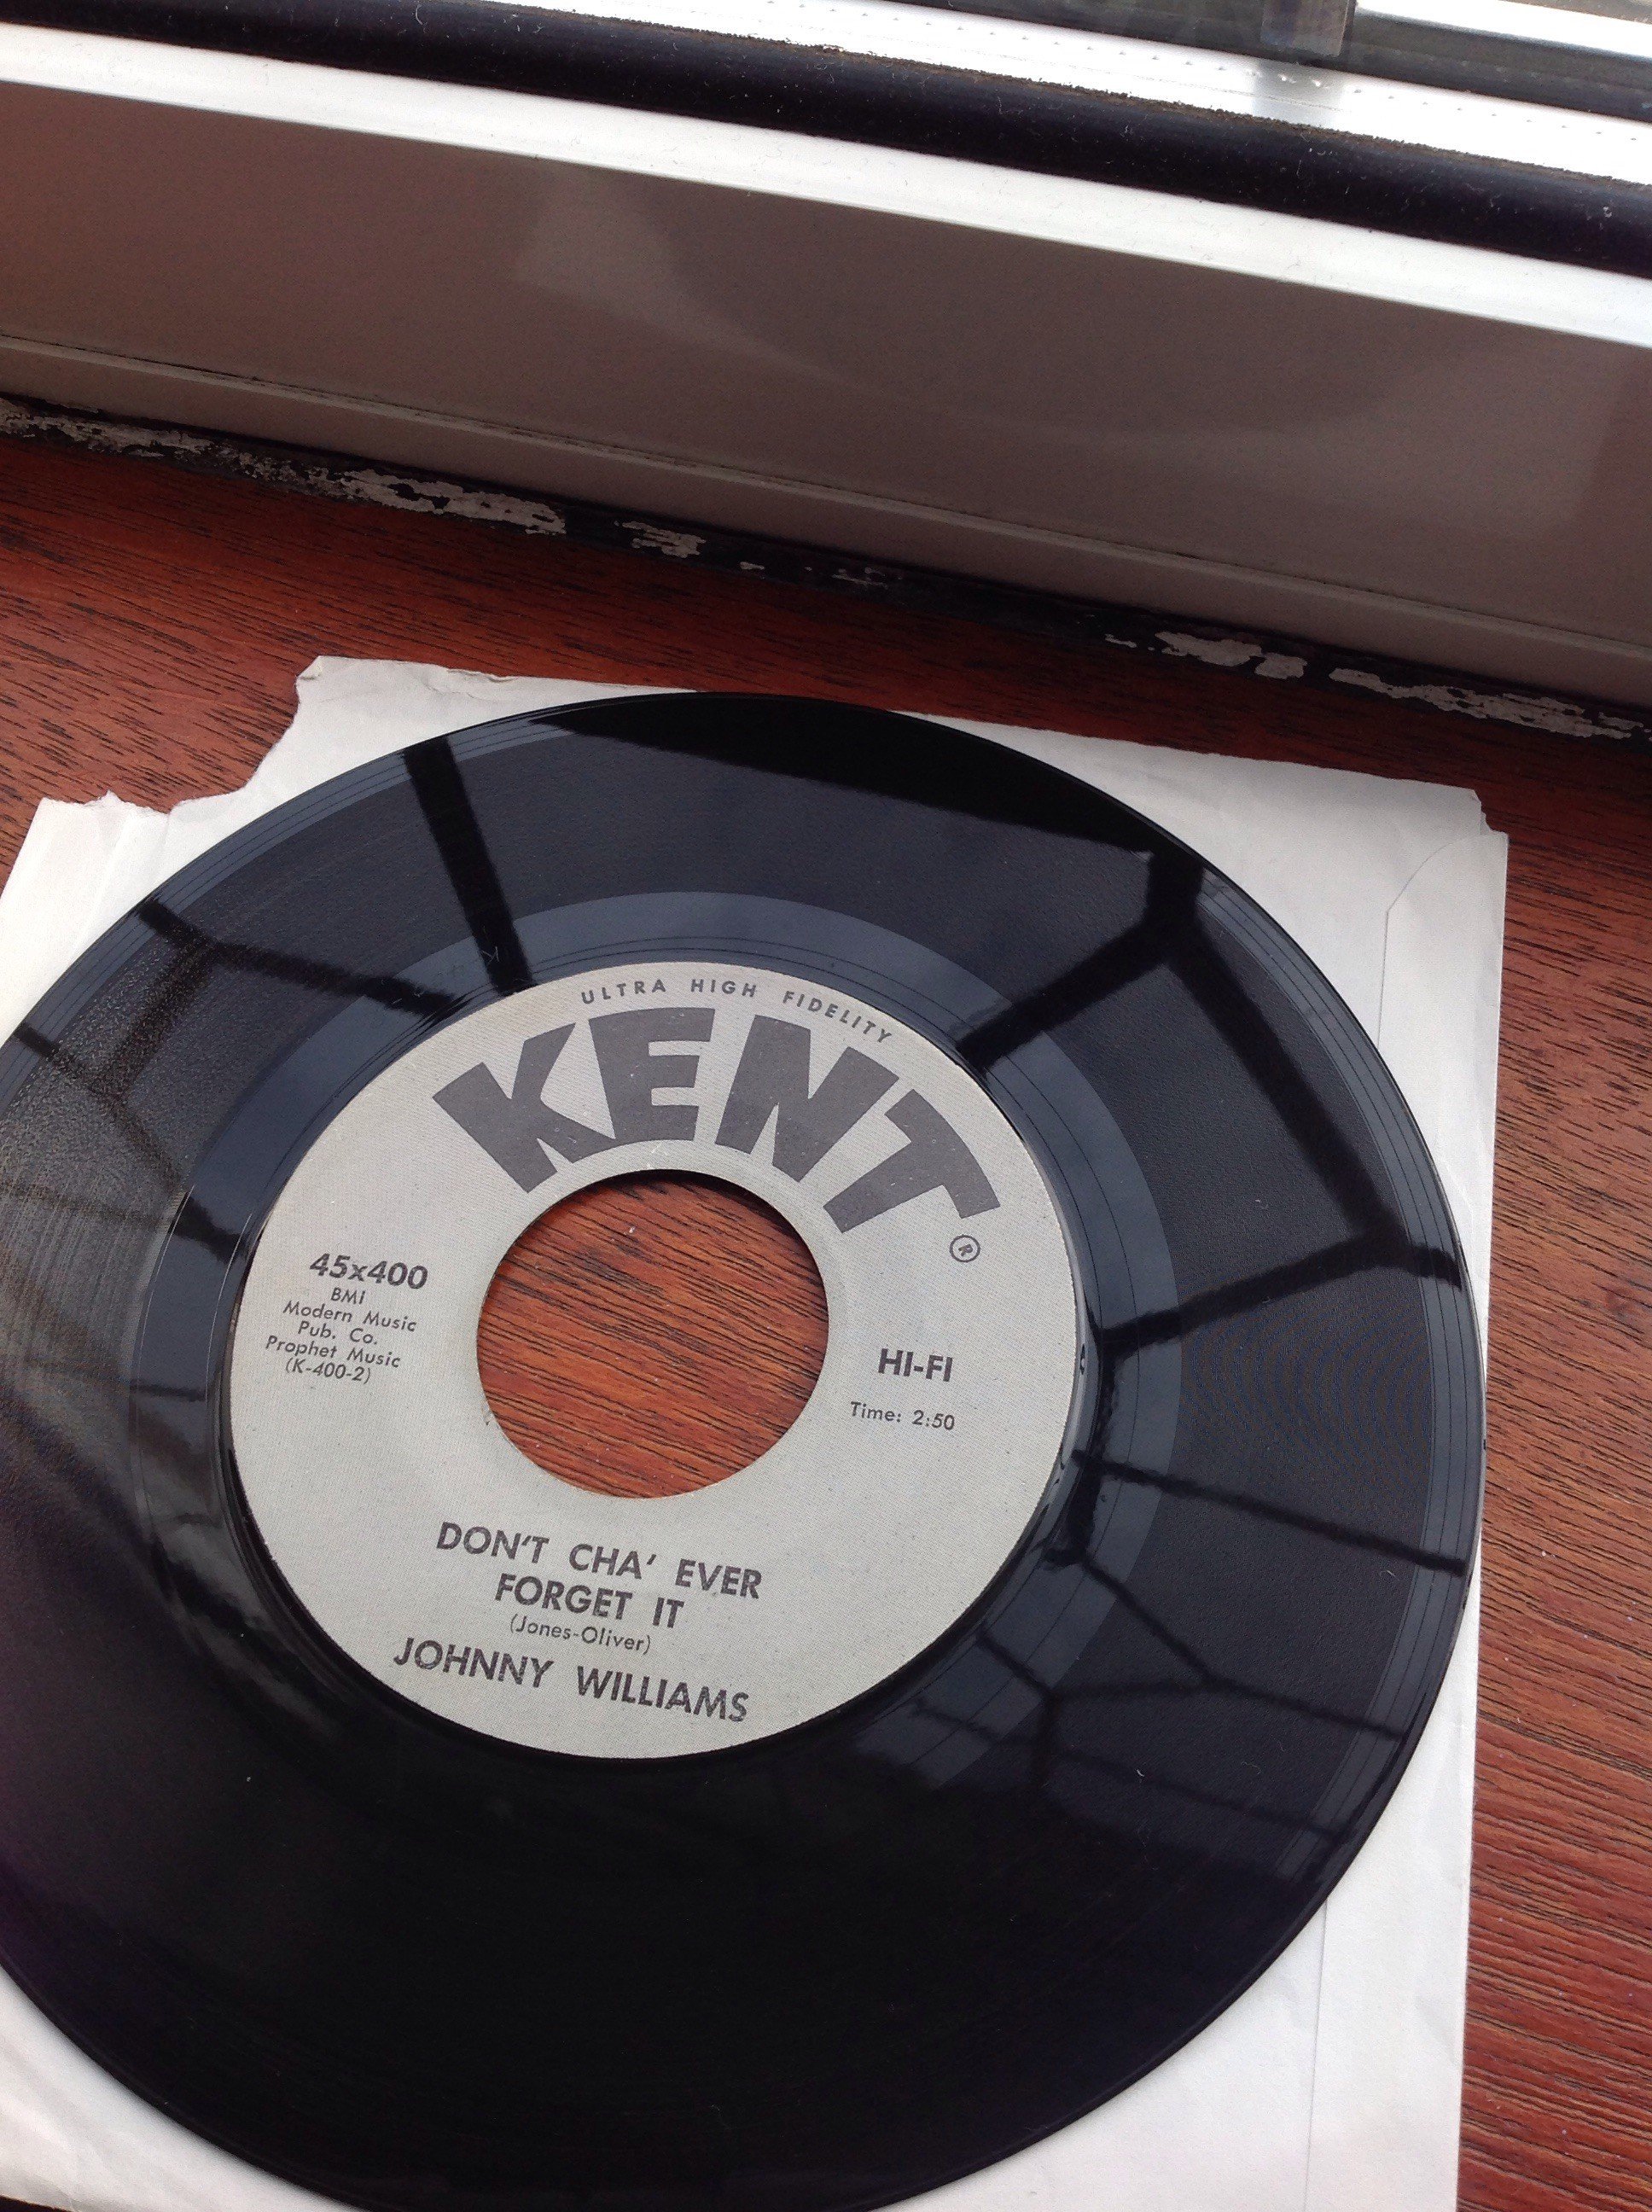 ULTRA HIGH FIDELITY
KENT
®
45x400
BMI
Modern Music
Pub. Co.
Prophet Music
(K-400-2)
HI-FI
Time: 2:50
DON'T CHA' EVER
FORGET IT
(Jones-Oliver)
JOHNNY WILLIAMS